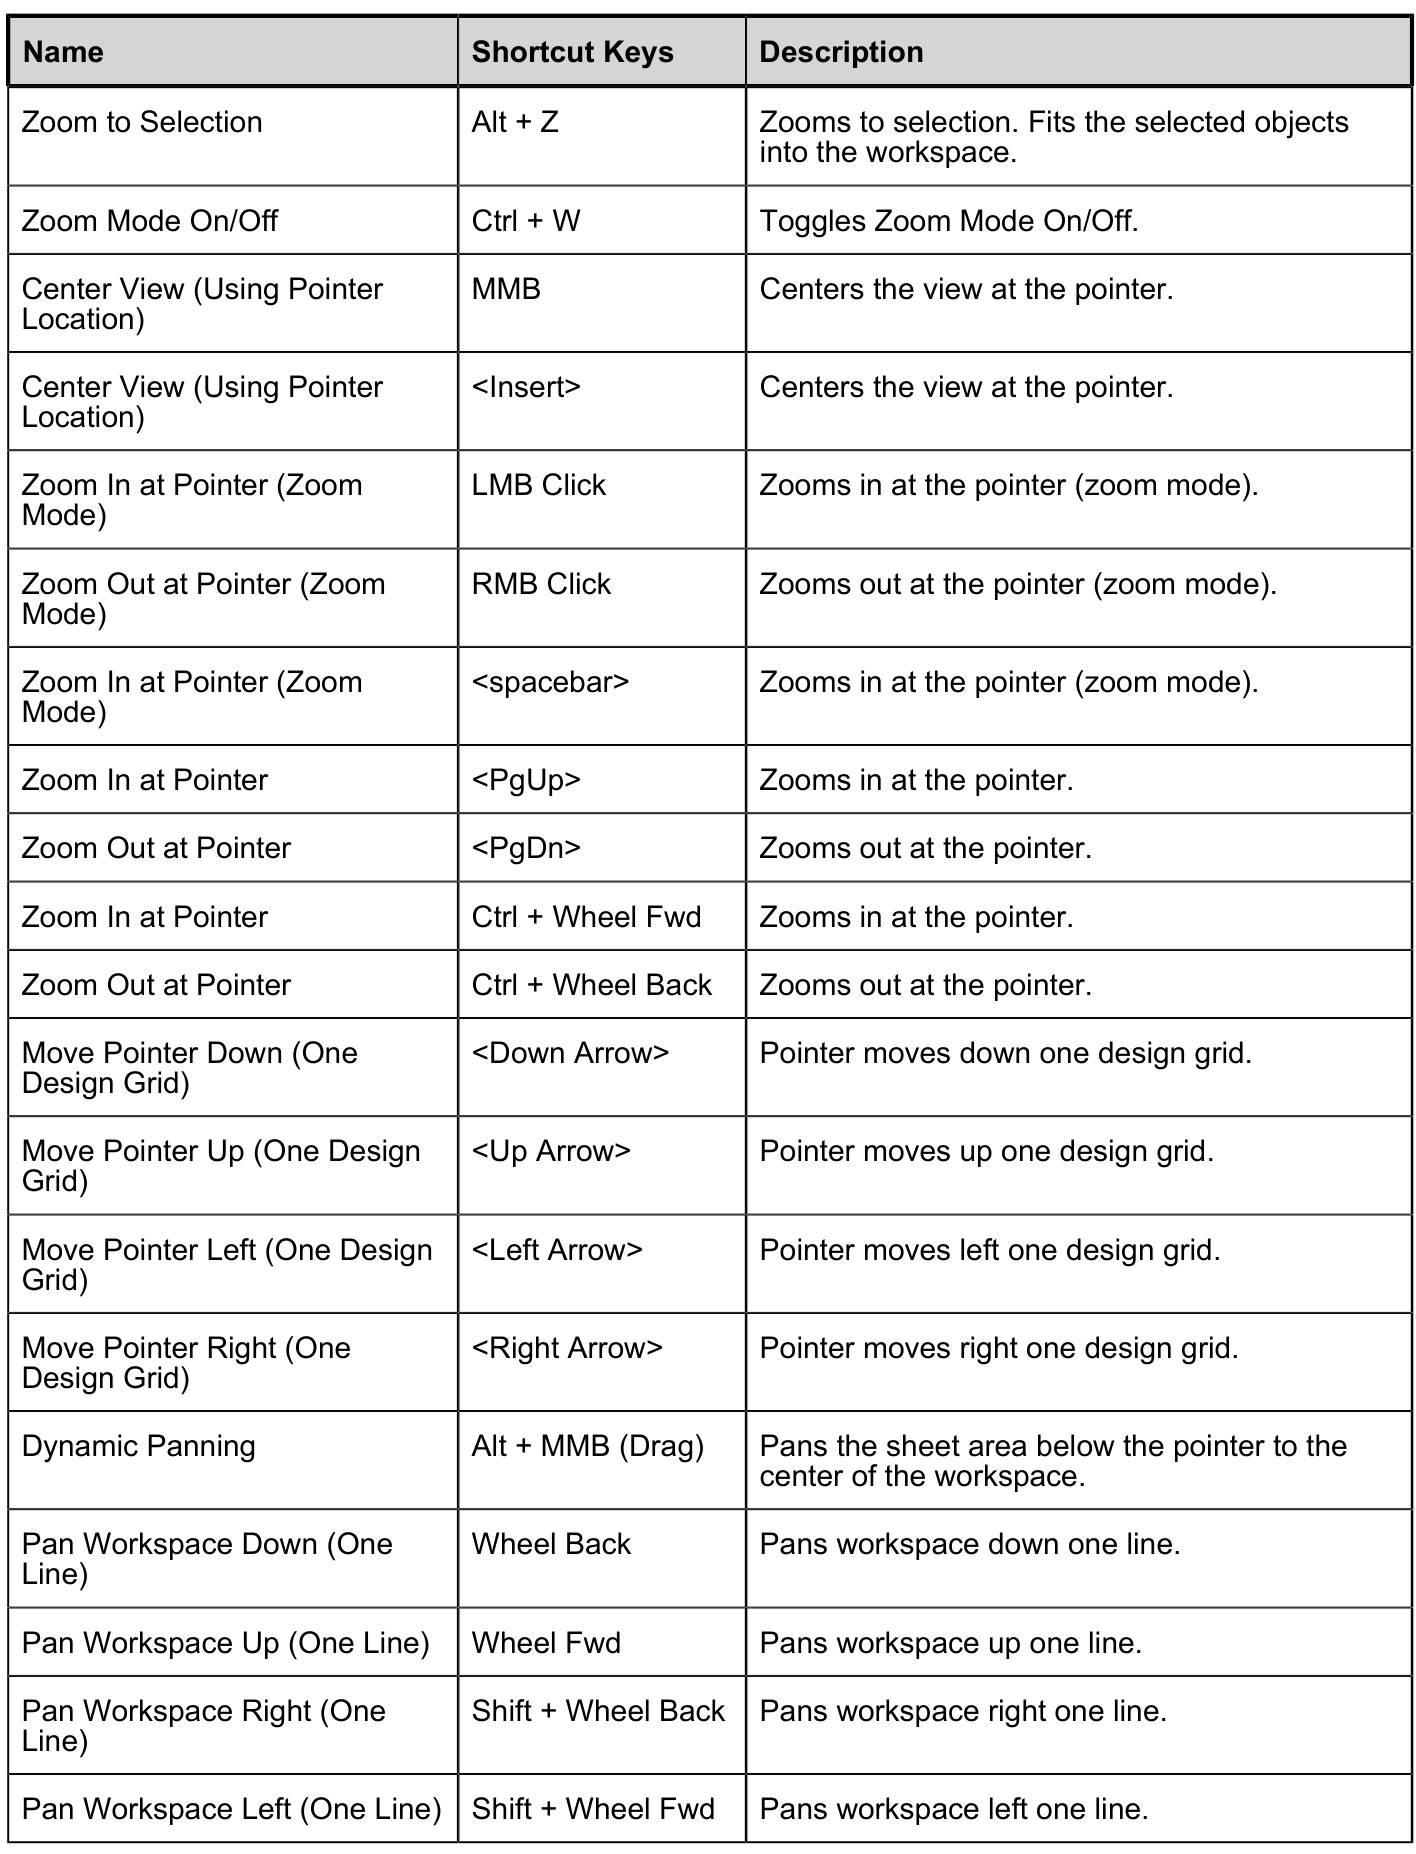 Name Shortcut Keys Description
Zoom to Selection Alt + Z Zooms to selection. Fits the selected objects
into the workspace.
Zoom Mode On/Off Ctrl + W Toggles Zoom Mode On/Off.
Center View (Using Pointer MMB Centers the view at the pointer.
Location)
Center View (Using Pointer <Insert> Centers the view at the pointer.
Location)
Zoom In at Pointer (Zoom LMB Click Zooms in at the pointer (zoom mode).
Mode)
Zoom Out at Pointer (Zoom RMB Click Zooms out at the pointer (zoom mode).
Mode)
Zoom In at Pointer (Zoom <spacebar> Zooms in at the pointer (zoom mode).
Mode)
Zoom In at Pointer <PgUp> Zooms in at the pointer.
Zoom Out at Pointer <PgDn> Zooms out at the pointer.
Zoom In at Pointer Ctrl + Wheel Fwd Zooms in at the pointer.
Zoom Out at Pointer Ctrl + Wheel Back Zooms out at the pointer.
Move Pointer Down (One <Down Arrow> Pointer moves down one design grid.
Design Grid)
Move Pointer Up (One Design <Up Arrow> Pointer moves up one design grid.
Grid)
Move Pointer Left (One Design <Left Arrow> Pointer moves left one design grid.
Grid)
Move Pointer Right (One <Right Arrow> Pointer moves right one design grid.
Design Grid)
Dynamic Panning Alt + MMB (Drag) Pans the sheet area below the pointer to the
center of the workspace.
Pan Workspace Down (One Wheel Back Pans workspace down one line.
Line)
Pan Workspace Up (One Line) Wheel Fwd Pans workspace up one line.
Pan Workspace Right (One Shift + Wheel Back Pans workspace right one line.
Line)
Pan Workspace Left (One Line) Shift + Wheel Fwd Pans workspace left one line.